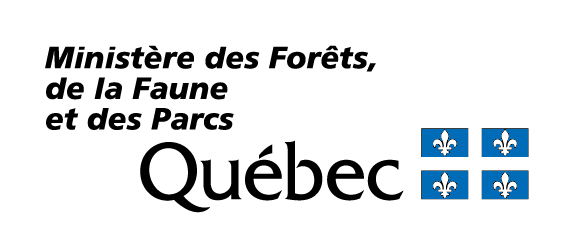 Ministère des Forêts,
de la Faune
et des Parcs
Québec